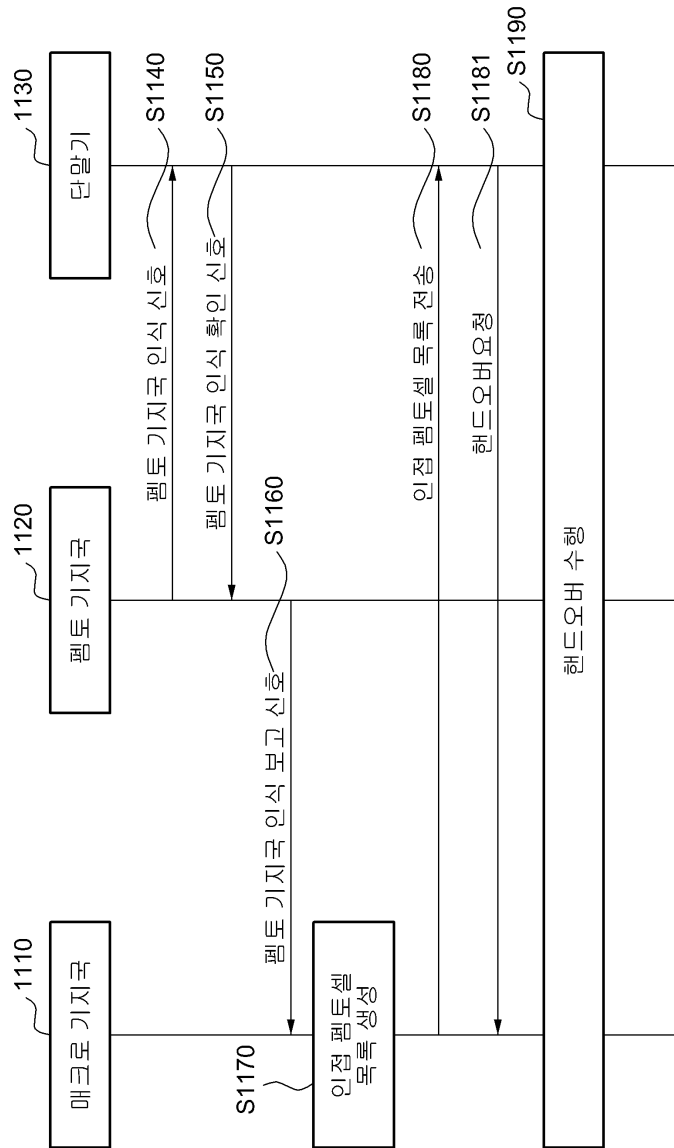 1110
1120
1130
매크로 기지국
펨토 기지국
단말기
펨토 기지국 인식 신호
S1140
펨토 기지국 인식 확인 신호
S1150
펨토 기지국 인식 보고 신호
S1160
S1170
인접 펨토셀
목록 생성
인접 펨토셀 목록 전송
S1180
핸드오버요청
S1181
핸드오버 수행
S1190